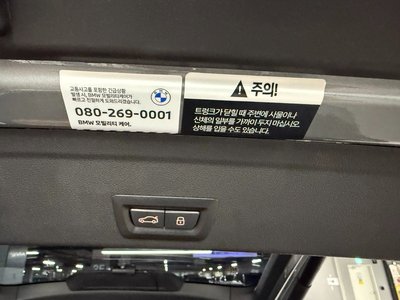 교통사고를 포함한 긴급상황
발생 시, BMW 모빌리티케어가
빠르고 친절하게 도와드리겠습니다.
080-269-0001
BMW 모빌리티 케어.
주의!
트렁크가 닫힐 때 주변에 사물이나
신체의 일부를 가까이 두지 마십시오.
상해를 입을 수도 있습니다.